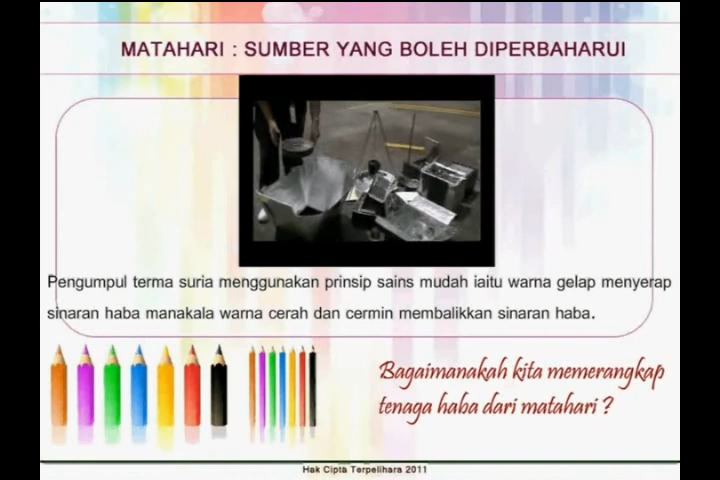 MATAHARI : SUMBER YANG BOLEH DIPERBAHARUI
Pengumpul terma suria menggunakan prinsip sains mudah iaitu warna gelap menyerap
sinaran haba manakala warna cerah dan cermin membalikkan sinaran haba.
Bagaimanakah kita memerangkap
tenaga haba dari matahari ?
Hak Cipta Terpelihara 2011